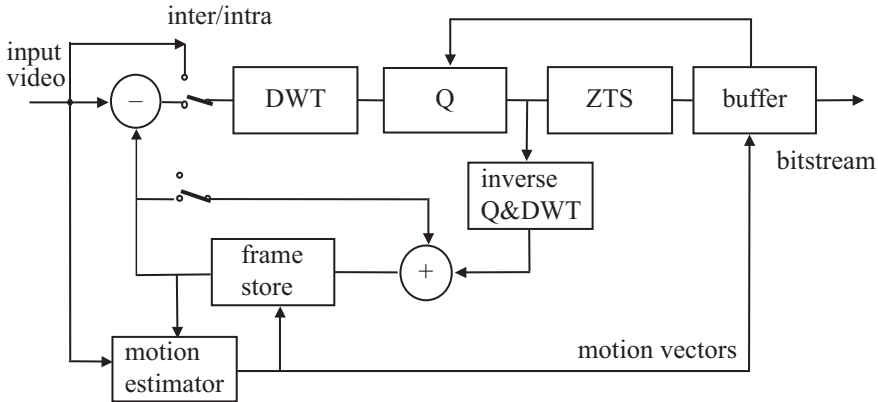 inter/intra
input
video
−
DWT
Q
ZTS
buffer
bitstream
inverse
Q&DWT
frame
store
+
motion
estimator
motion vectors